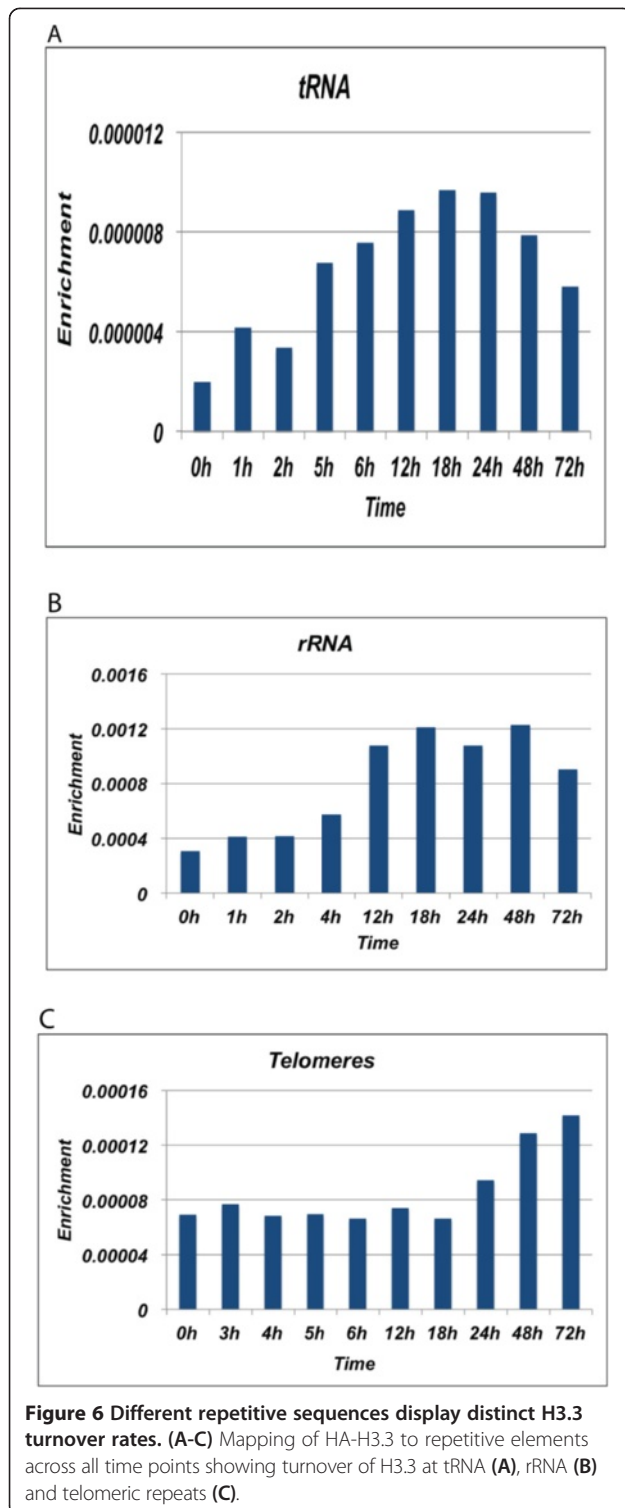 A
tRNA
Enrichment
0.000012
0.000008
0.000004
0
0h 1h 2h 5h 6h 12h 18h 24h 48h 72h
Time
B
rRNA
Enrichment
0.0016
0.0012
0.0008
0.0004
0
0h 1h 2h 4h 12h 18h 24h 48h 72h
Time
C
Telomeres
Enrichment
0.00016
0.00012
0.00008
0.00004
0
0h 3h 4h 5h 6h 12h 18h 24h 48h 72h
Time
Figure 6 Different repetitive sequences display distinct H3.3
turnover rates. (A-C) Mapping of HA-H3.3 to repetitive elements
across all time points showing turnover of H3.3 at tRNA (A), rRNA (B)
and telomeric repeats (C).